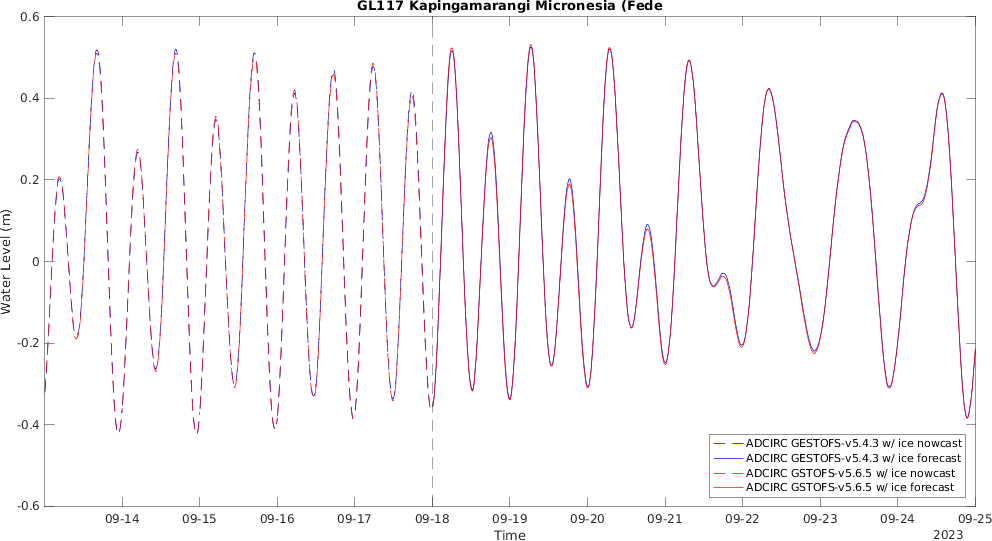 GL117 Kapingamarangi Micronesia (Fede
0.6
0.4
0.2
0
-0.2
-0.4
-0.6
Water Level (m)
ADCIRC GESTOFS-v5.4.3 w/ ice nowcast
ADCIRC GESTOFS-v5.4.3 w/ ice forecast
ADCIRC GSTOFS-v5.6.5 w/ ice nowcast
ADCIRC GSTOFS-v5.6.5 w/ ice forecast
09-14 09-15 09-16 09-17 09-18 09-19 09-20 09-21 09-22 09-23 09-24 09-25
Time
2023